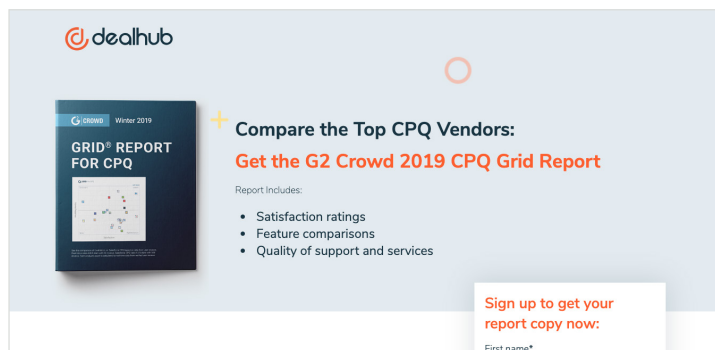 dealhub
G2 CROWD Winter 2019
GRID® REPORT
FOR CPQ
Compare the Top CPQ Vendors:
Get the G2 Crowd 2019 CPQ Grid Report
Report Includes:
• Satisfaction ratings
• Feature comparisons
• Quality of support and services
Sign up to get your
report copy now:
First name*